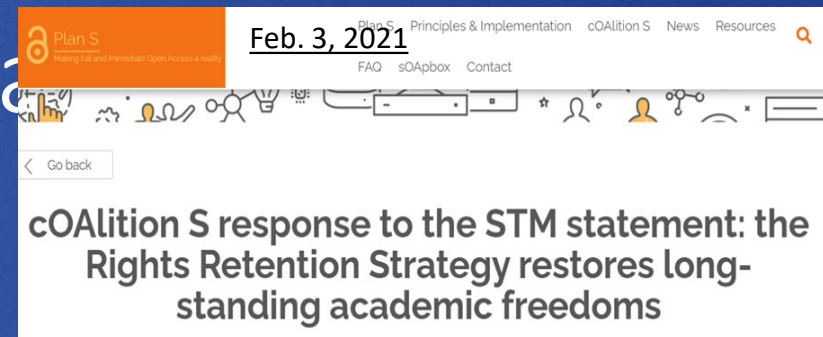 Plan S
Making full and immediate Open Access a reality
Feb. 3, 2021
Plan S Principles & Implementation cOAlition S News Resources
FAQ sOApbox Contact
Go back
cOAlition S response to the STM statement: the
Rights Retention Strategy restores long-
standing academic freedoms